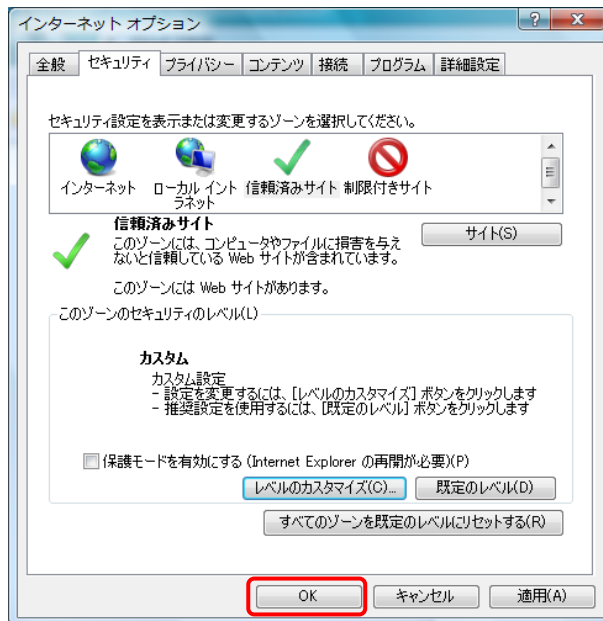 インターネット オプション
全般 セキュリティ プライバシー コンテンツ 接続 プログラム 詳細設定
セキュリティ設定を表示または変更するゾーンを選択してください。
インターネット ローカル イントラネット 信頼済みサイト 制限付きサイト
信頼済みサイト
このゾーンには、コンピュータやファイルに損害を与え
ないと信頼している Web サイトが含まれています。
サイト(S)
このゾーンには Web サイトがあります。
このゾーンのセキュリティのレベル(L)
カスタム
カスタム設定
- 設定を変更するには、[レベルのカスタマイズ] ボタンをクリックします
- 推奨設定を使用するには、[既定のレベル] ボタンをクリックします
保護モードを有効にする (Internet Explorer の再開が必要)(P)
レベルのカスタマイズ(C)... 既定のレベル(D)
すべてのゾーンを既定のレベルにリセットする(R)
OK キャンセル 適用(A)